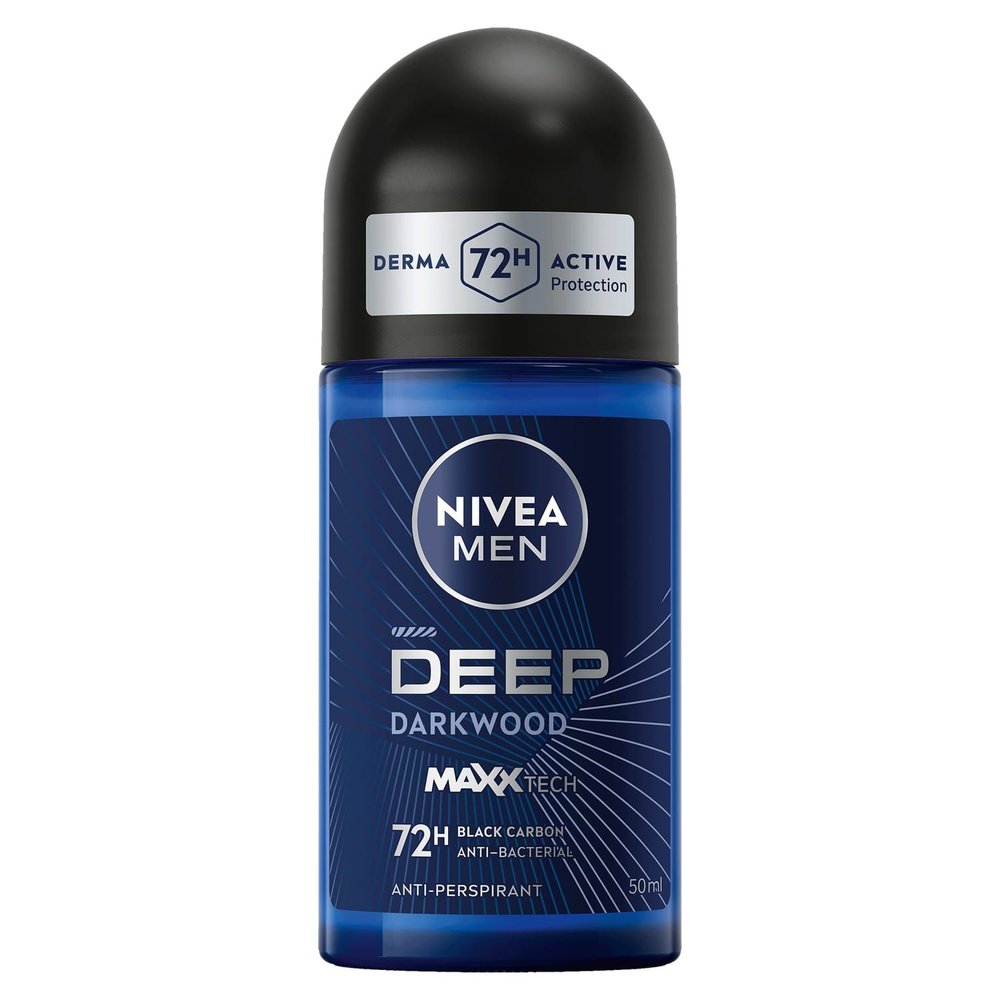 DERMA 72H ACTIVE
Protection
NIVEA
MEN
DEEP
DARKWOOD
MAXXTECH
72H BLACK CARBON
ANTI-BACTERIAL
ANTI-PERSPIRANT 50ml